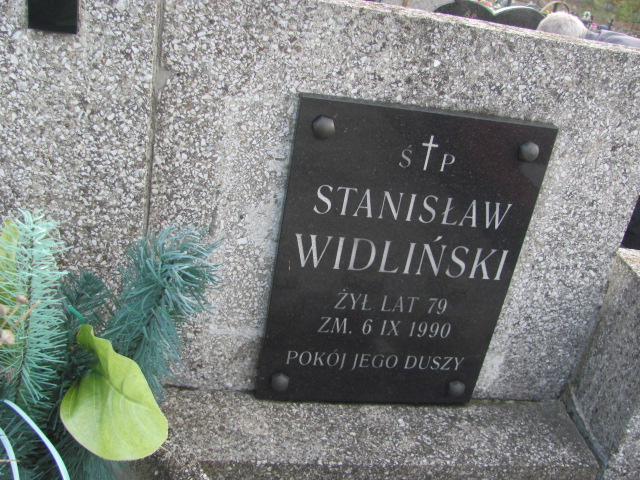 Ś P
STANISŁAW
WIDLIŃSKI
ŻYŁ LAT 79
ZM. 6 IX 1990
POKÓJ JEGO DUSZY